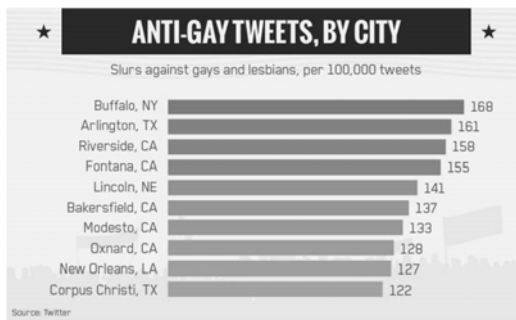 ANTI-GAY TWEETS, BY CITY
Slurs against gays and lesbians, per 100,000 tweets
Buffalo, NY 168
Arlington, TX 161
Riverside, CA 158
Fontana, CA 155
Lincoln, NE 141
Bakersfield, CA 137
Modesto, CA 133
Oxnard, CA 128
New Orleans, LA 127
Corpus Christi, TX 122
Source: Twitter